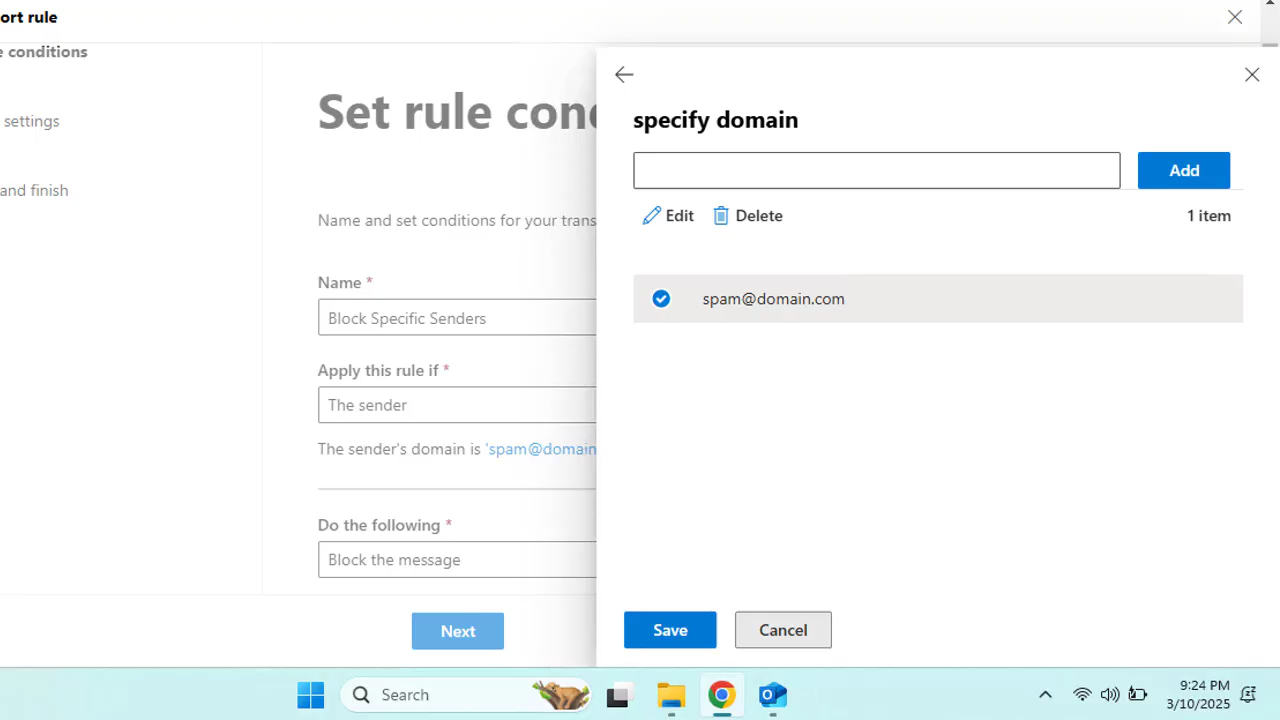 ort rule
e conditions
settings
and finish
Set rule con
Name and set conditions for your trans
Name *
Block Specific Senders
Apply this rule if *
The sender
The sender's domain is 'spam@domain
Do the following *
Block the message
Next
specify domain
Add
Edit
Delete
1 item
spam@domain.com
Save
Cancel
Search
9:24 PM
3/10/2025